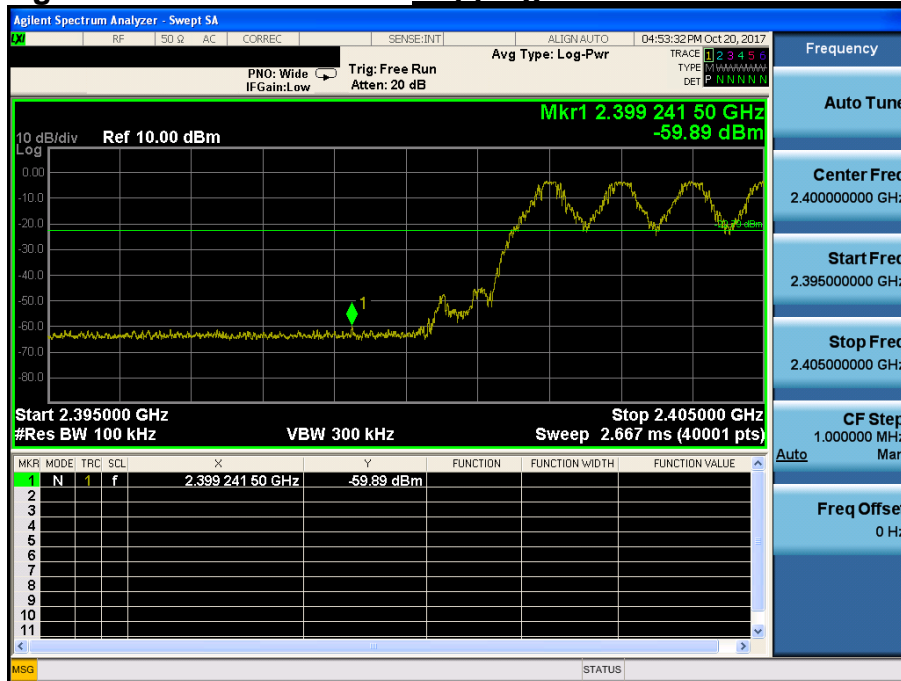 Agilent Spectrum Analyzer - Swept SA
LXI RF 50 Ω AC CORREC SENSE:INT ALIGN AUTO 04:53:32 PM Oct 20, 2017
Avg Type: Log-Pwr
TRACE 1 2 3 4 5 6
PNO: Wide Trig: Free Run TYPE M WWWWW
IFGain:Low Atten: 20 dB DET P N N N N N
Mkr1 2.399 241 50 GHz
-59.89 dBm
10 dB/div Ref 10.00 dBm
Log
0.00
-10.0
-20.0
-30.0
-40.0
-50.0
-60.0
-70.0
-80.0
1
Start 2.395000 GHz Stop 2.405000 GHz
#Res BW 100 kHz VBW 300 kHz Sweep 2.667 ms (40001 pts)
MKR MODE TRC SCL X Y FUNCTION FUNCTION WIDTH FUNCTION VALUE
1 N 1 f 2.399 241 50 GHz -59.89 dBm
2
3
4
5
6
7
8
9
10
11
MSG STATUS
Frequency
Auto Tune
Center Freq
2.400000000 GHz
Start Freq
2.395000000 GHz
Stop Freq
2.405000000 GHz
CF Step
1.000000 MHz
Auto Man
Freq Offset
0 Hz